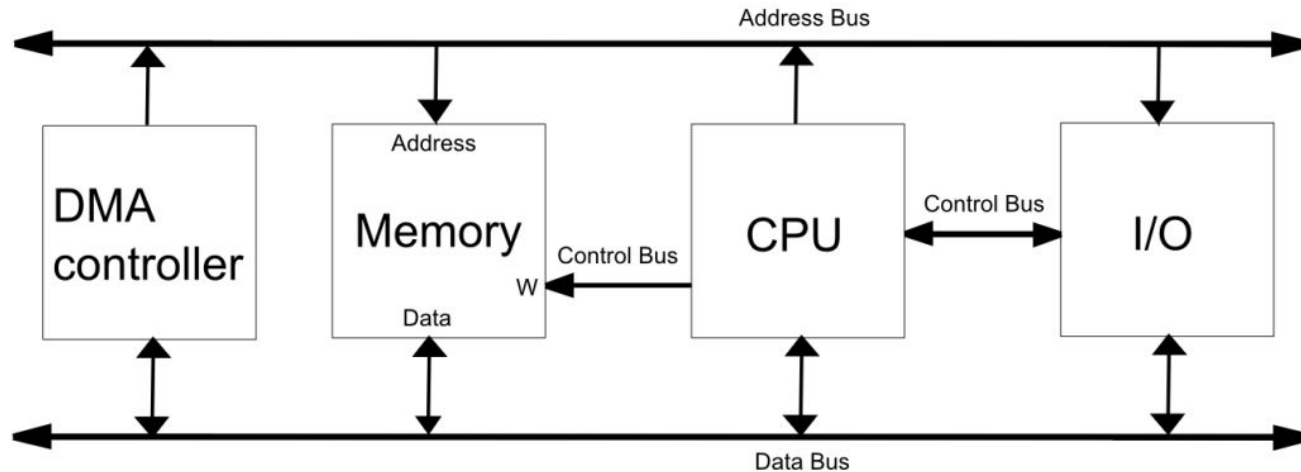 Address Bus
DMA
controller
Address
Memory
W
Data
Control Bus
CPU
Control Bus
I/O
Data Bus